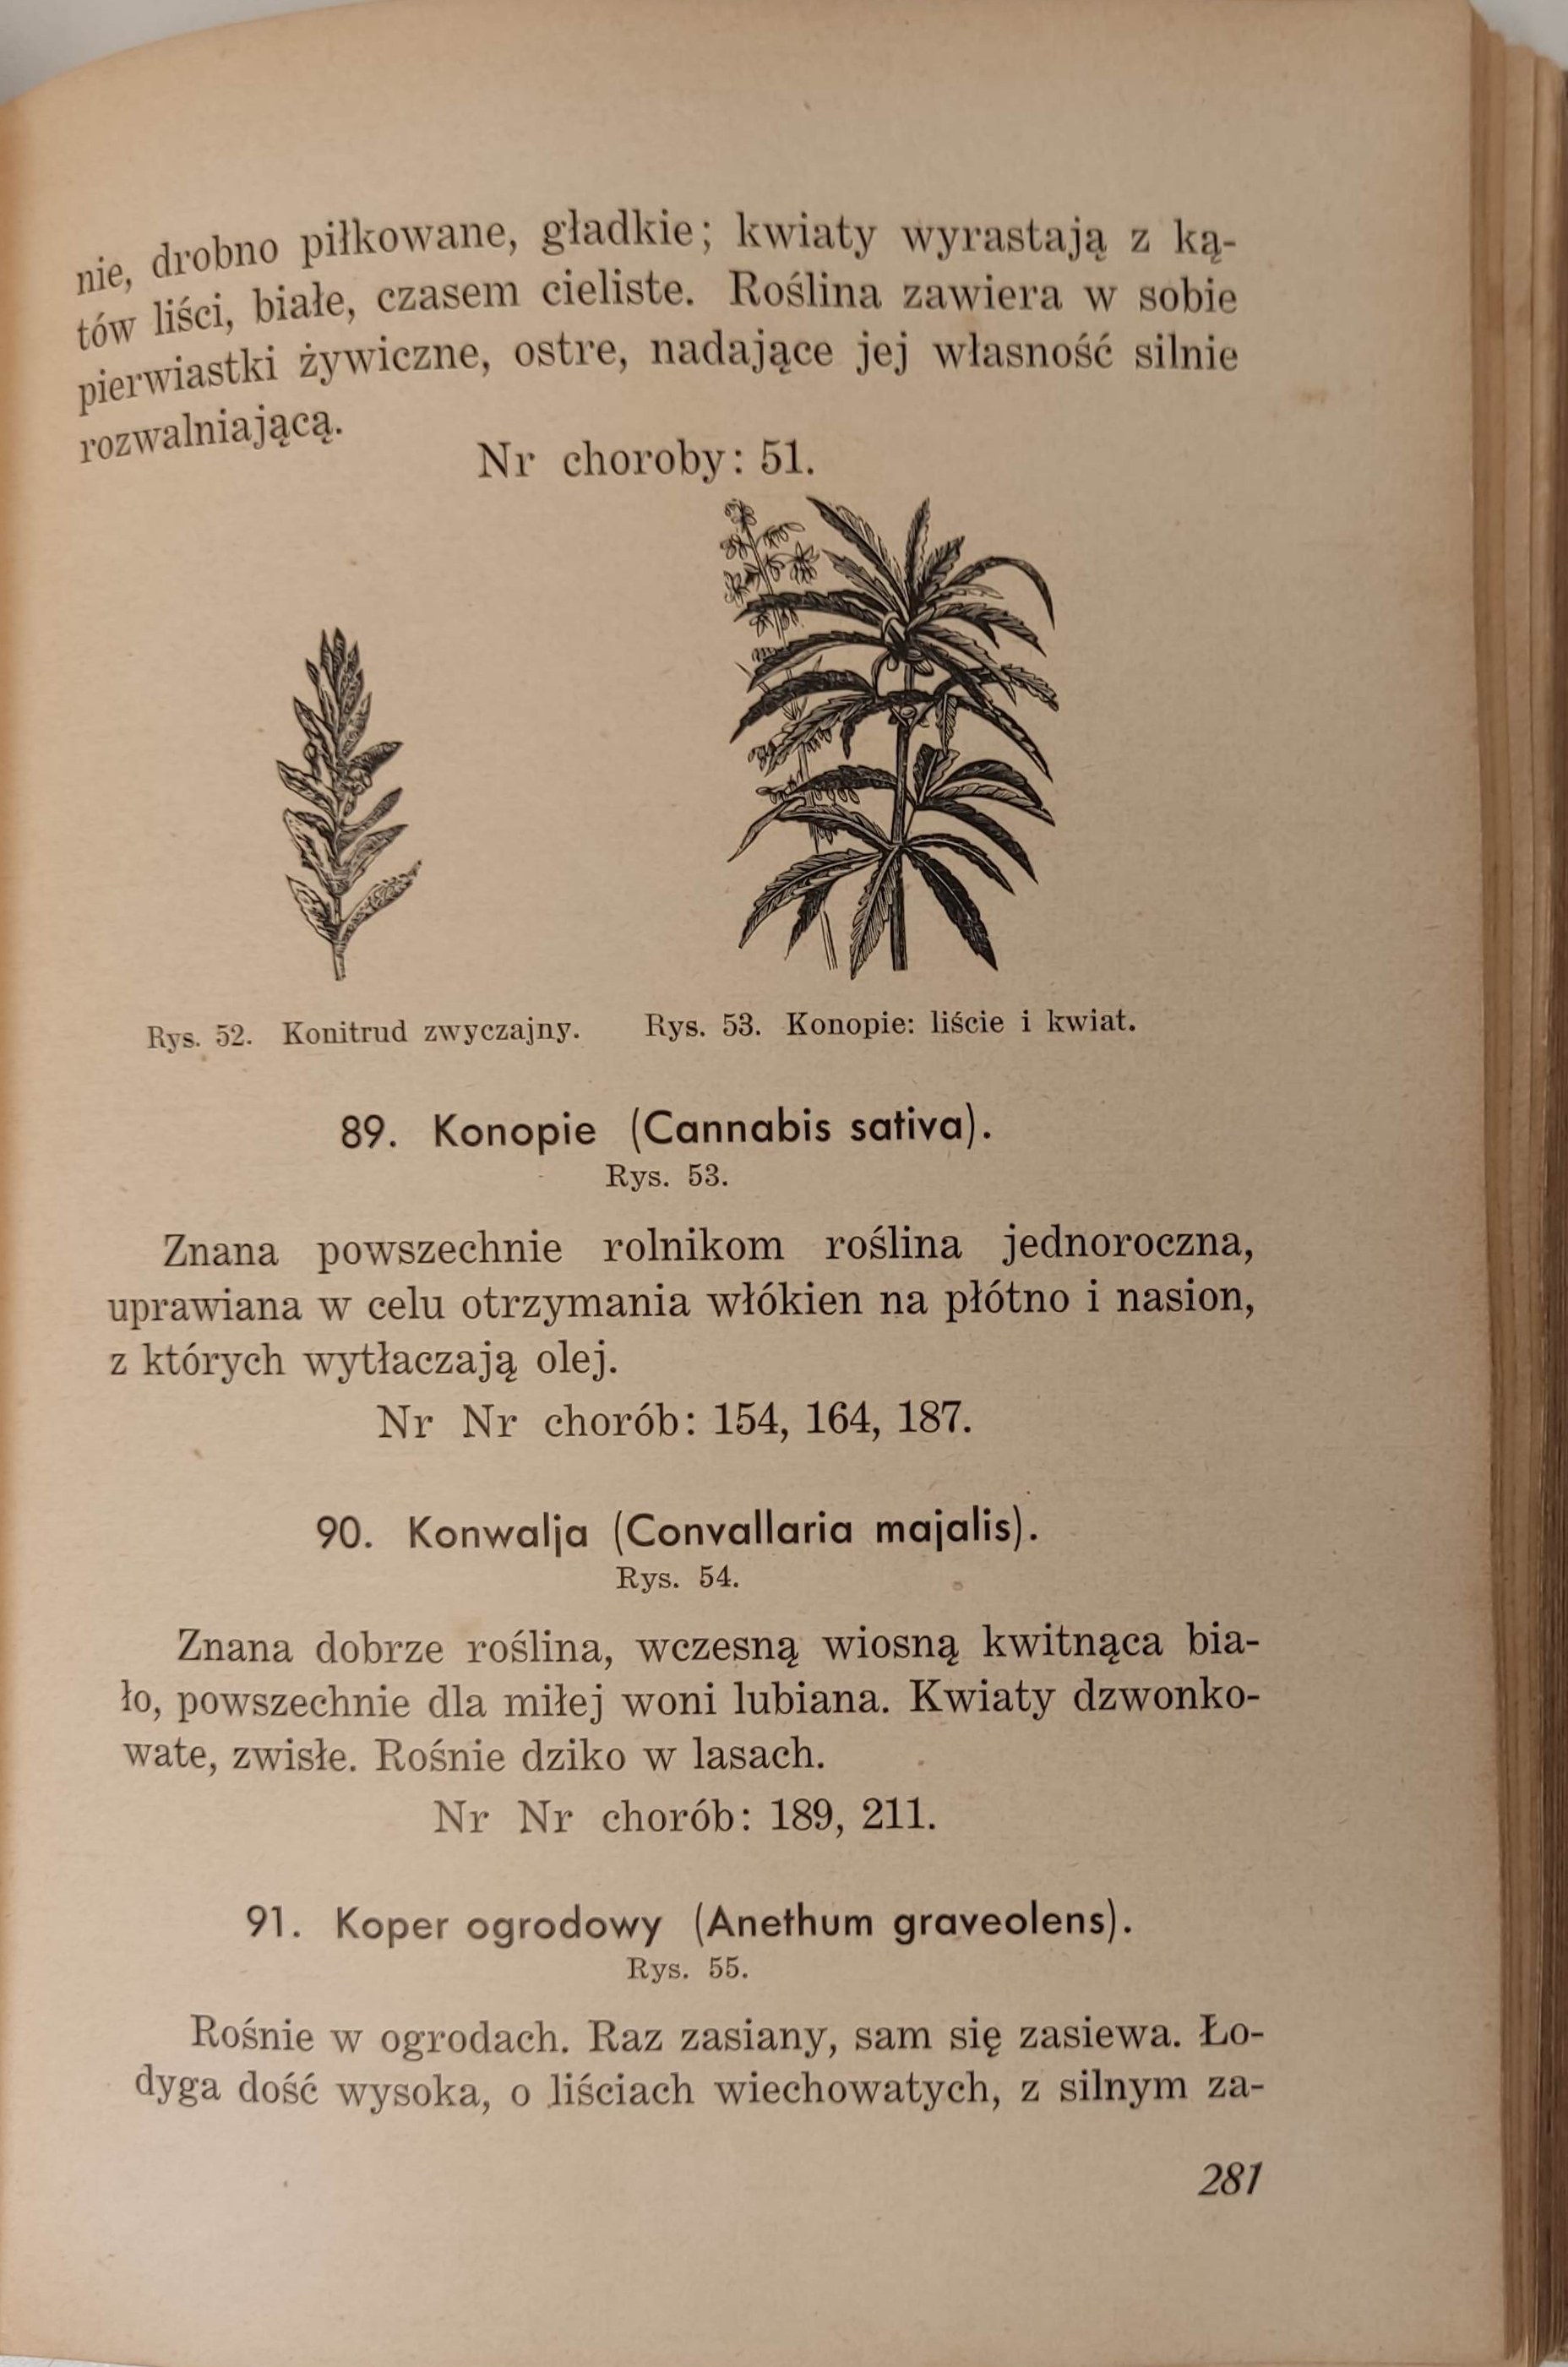 nie, drobno piłkowane, gładkie; kwiaty wyrastają z ką-
tów liści, białe, czasem cieliste. Roślina zawiera w sobie
pierwiastki żywiczne, ostre, nadające jej własność silnie
rozwalniającą.
Nr choroby: 51.
Rys. 52. Konitrud zwyczajny.
Rys. 53. Konopie: liście i kwiat.
89. Konopie (Cannabis sativa).
Rys. 53.
Znana powszechnie rolnikom roślina jednoroczna,
uprawiana w celu otrzymania włókien na płótno i nasion,
z których wytłaczają olej.
Nr Nr chorób: 154, 164, 187.
90. Konwalja (Convallaria majalis).
Rys. 54.
Znana dobrze roślina, wczesną wiosną kwitnąca bia-
ło, powszechnie dla miłej woni lubiana. Kwiaty dzwonko-
wate, zwisłe. Rośnie dziko w lasach.
Nr Nr chorób: 189, 211.
91. Koper ogrodowy (Anethum graveolens).
Rys. 55.
Rośnie w ogrodach. Raz zasiany, sam się zasiewa. Ło-
dyga dość wysoka, o liściach wiechowatych, z silnym za-
281